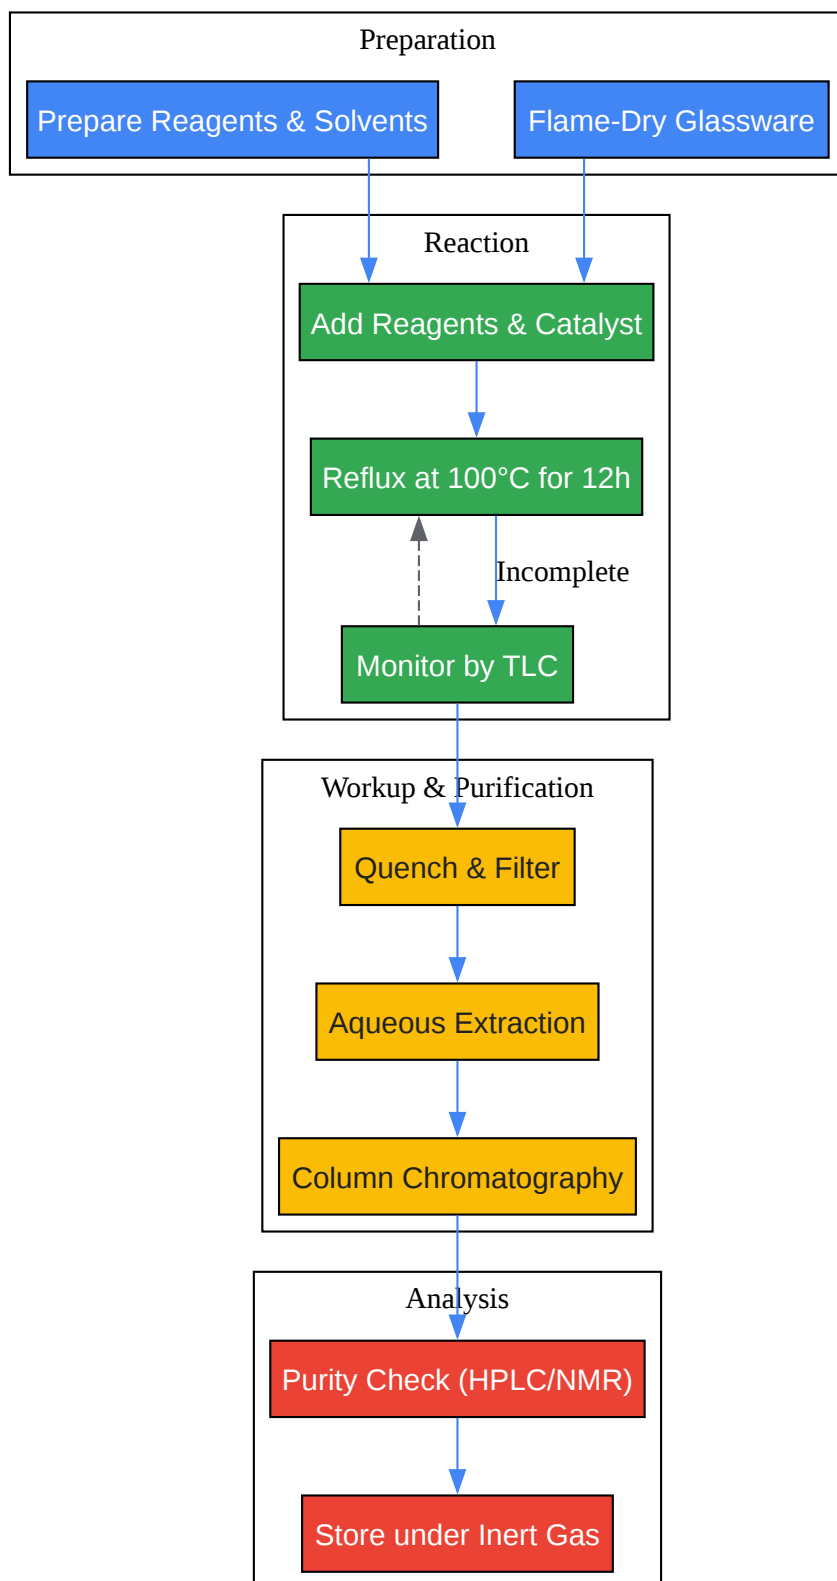 Preparation
Prepare Reagents & Solvents
Flame-Dry Glassware
Reaction
Add Reagents & Catalyst
Reflux at 100°C for 12h
Incomplete
Monitor by TLC
Workup & Purification
Quench & Filter
Aqueous Extraction
Column Chromatography
Analysis
Purity Check (HPLC/NMR)
Store under Inert Gas